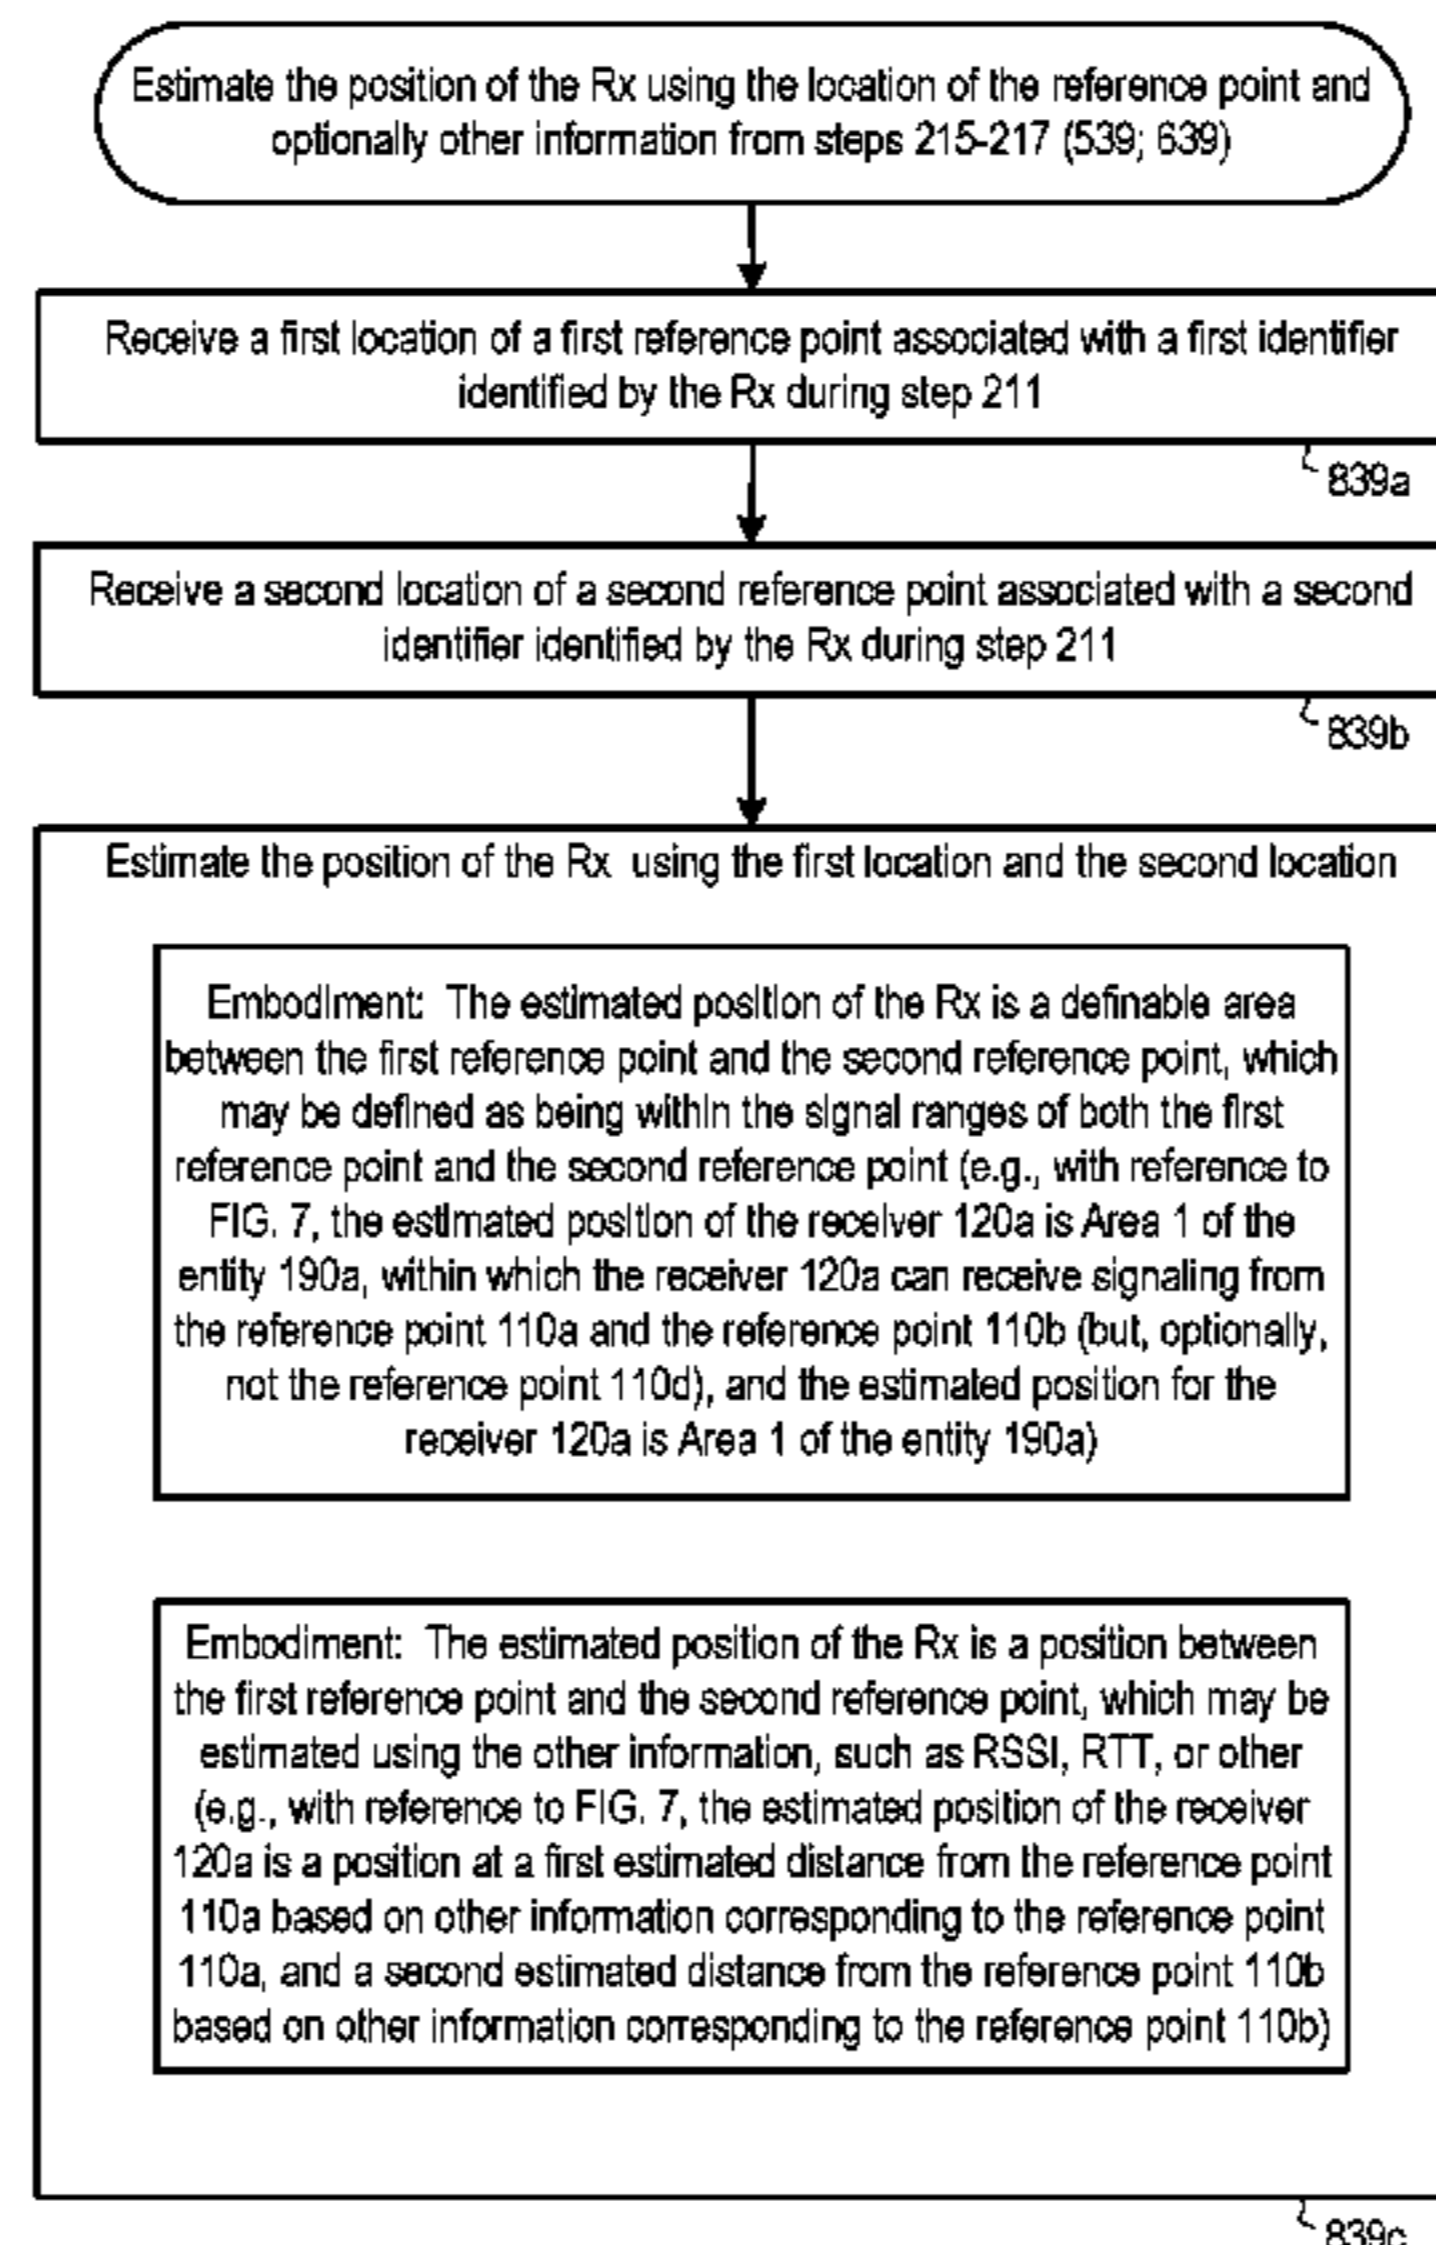 Estimate the position of the Rx using the location of the reference point and
optionally other information from steps 215-217 (539; 639)
Receive a first location of a first reference point associated with a first identifier
identified by the Rx during step 211
839a
Receive a second location of a second reference point associated with a second
identifier identified by the Rx during step 211
839b
Estimate the position of the Rx using the first location and the second location
Embodiment: The estimated position of the Rx is a definable area
between the first reference point and the second reference point, which
may be defined as being within the signal ranges of both the first
reference point and the second reference point (e.g., with reference to
FIG. 7, the estimated position of the receiver 120a is Area 1 of the
entity 190a, within which the receiver 120a can receive signaling from
the reference point 110a and the reference point 110b (but, optionally,
not the reference point 110d), and the estimated position for the
receiver 120a is Area 1 of the entity 190a)
Embodiment: The estimated position of the Rx is a position between
the first reference point and the second reference point, which may be
estimated using the other information, such as RSSI, RTT, or other
(e.g., with reference to FIG. 7, the estimated position of the receiver
120a is a position at a first estimated distance from the reference point
110a based on other information corresponding to the reference point
110a, and a second estimated distance from the reference point 110b
based on other information corresponding to the reference point 110b)
839c